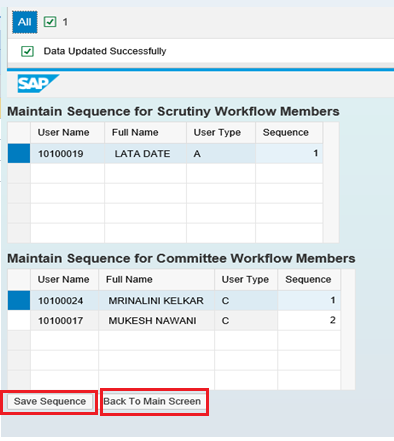 All 1
Data Updated Successfully
SAP
Maintain Sequence for Scrutiny Workflow Members
User Name Full Name User Type Sequence
10100019 LATA DATE A 1
Maintain Sequence for Committee Workflow Members
User Name Full Name User Type Sequence
10100024 MRINALINI KELKAR C 1
10100017 MUKESH NAWANI C 2
Save Sequence Back To Main Screen